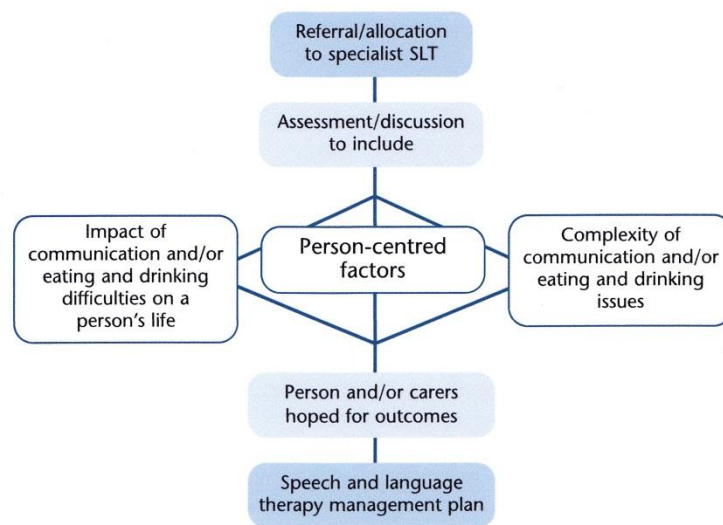 Referral/allocation
to specialist SLT
Assessment/discussion
to include
Impact of
communication and/or
eating and drinking
difficulties on a
person's life
Person-centred
factors
Complexity of
communication and/or
eating and drinking
issues
Person and/or carers
hoped for outcomes
Speech and language
therapy management plan